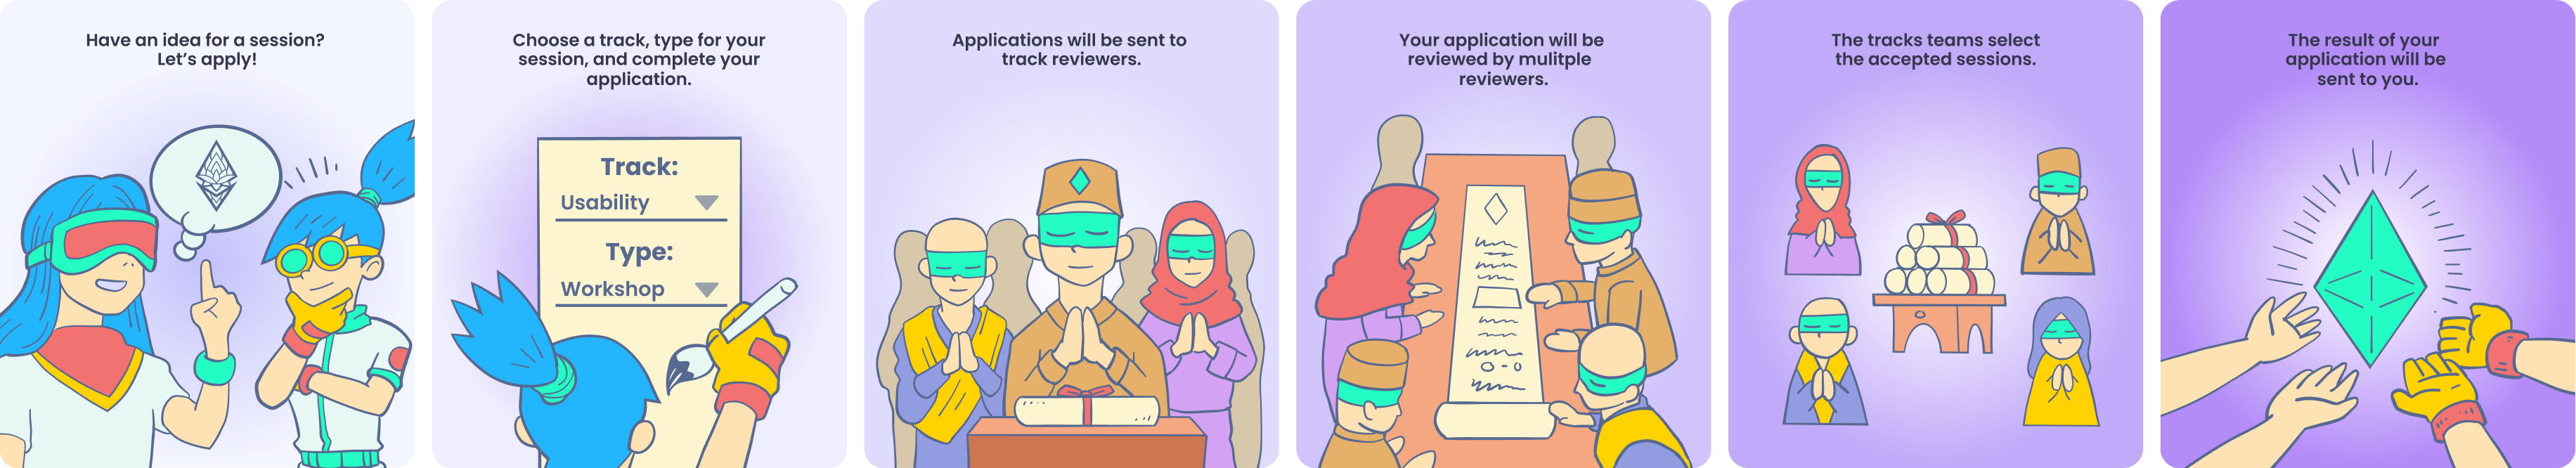 Have an idea for a session?
Let's apply!
Choose a track, type for your
session, and complete your
application.
Track:
Usability
Type:
Workshop
Applications will be sent to
track reviewers.
Your application will be
reviewed by mulitple
reviewers.
The tracks teams select
the accepted sessions.
The result of your
application will be
sent to you.